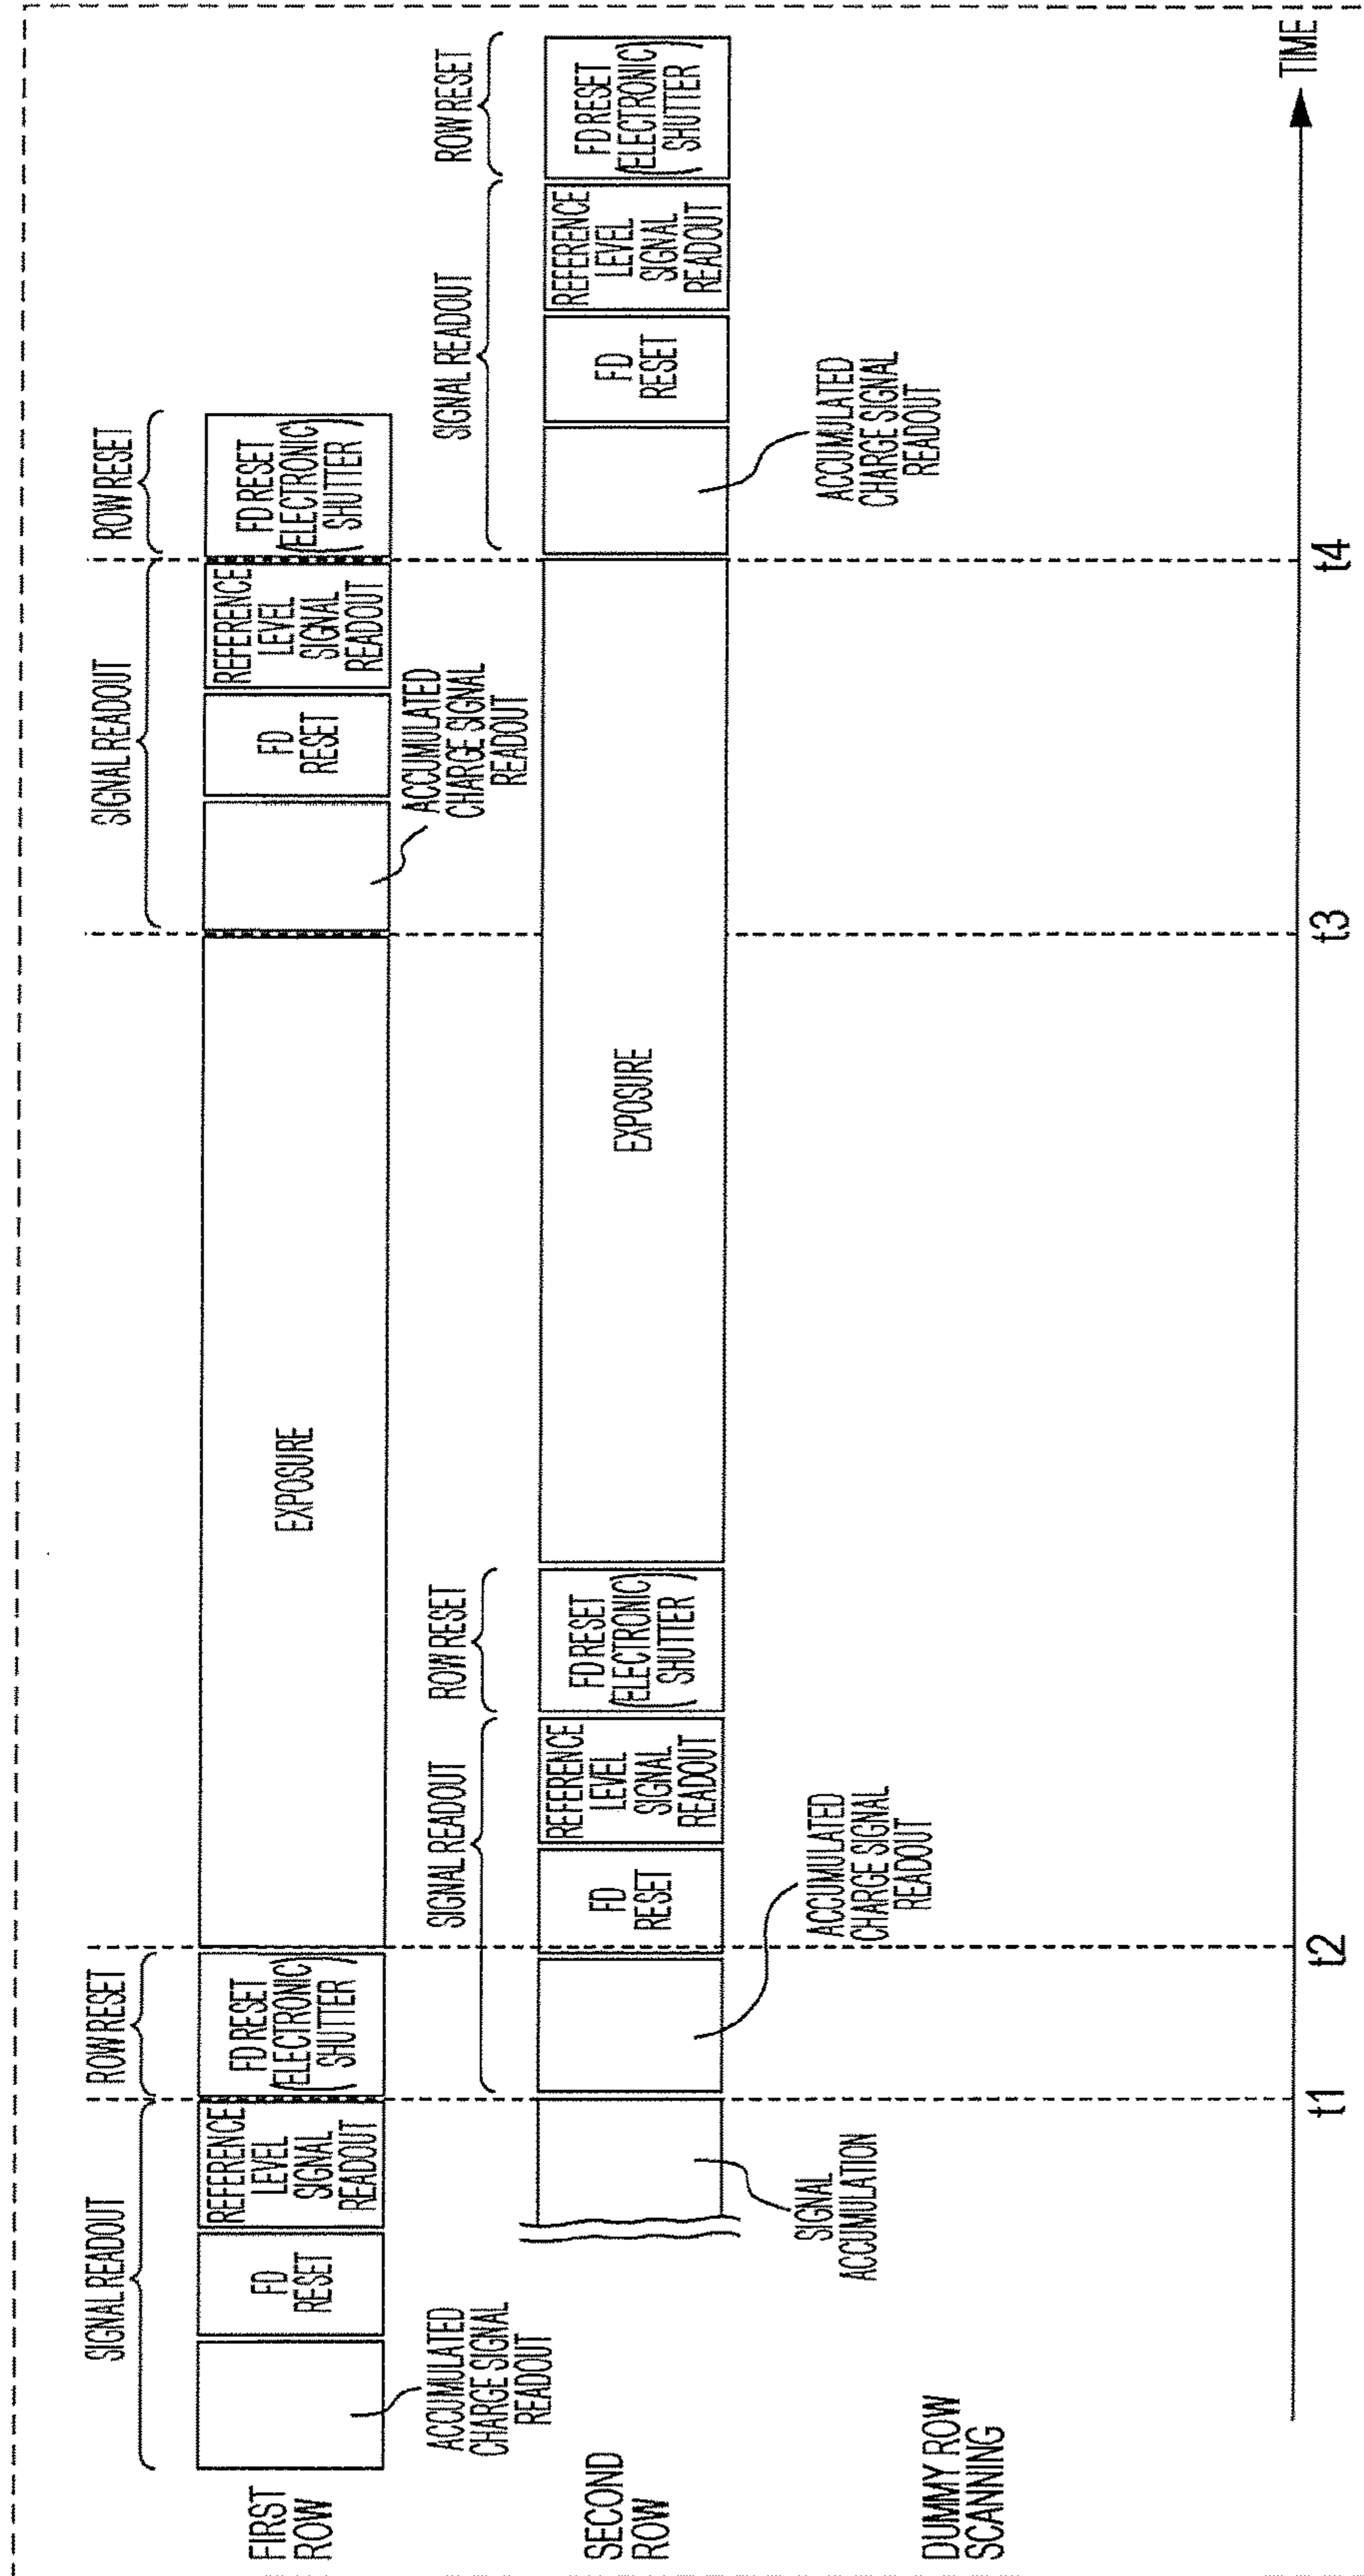 SIGNAL READOUT
ROW RESET
SIGNAL READOUT
ROW RESET
FIRST
ROW
REFERENCE
LEVEL
SIGNAL
READOUT
FD
RESET
FD RESET
(ELECTRONIC)
SHUTTER
EXPOSURE
FD
RESET
REFERENCE
LEVEL
SIGNAL
READOUT
FD RESET
(ELECTRONIC)
SHUTTER
ACCUMULATED
CHARGE SIGNAL
READOUT
ACCUMULATED
CHARGE SIGNAL
READOUT
SIGNAL READOUT
ROW RESET
SIGNAL READOUT
ROW RESET
SECOND
ROW
FD
RESET
REFERENCE
LEVEL
SIGNAL
READOUT
FD RESET
(ELECTRONIC)
SHUTTER
EXPOSURE
FD
RESET
REFERENCE
LEVEL
SIGNAL
READOUT
FD RESET
(ELECTRONIC)
SHUTTER
SIGNAL
ACCUMULATION
ACCUMULATED
CHARGE SIGNAL
READOUT
ACCUMULATED
CHARGE SIGNAL
READOUT
DUMMY ROW
SCANNING
t1
t2
t3
t4
TIME